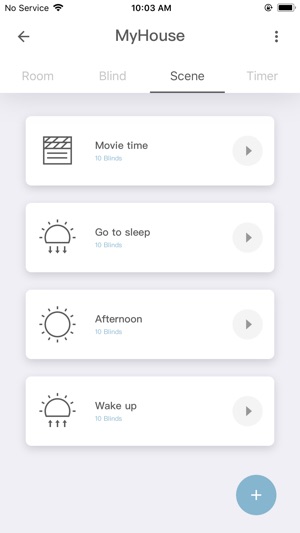 No Service 10:03 AM
MyHouse
Room Blind Scene Timer
Movie time
10 Blinds
Go to sleep
10 Blinds
Afternoon
10 Blinds
Wake up
10 Blinds
+